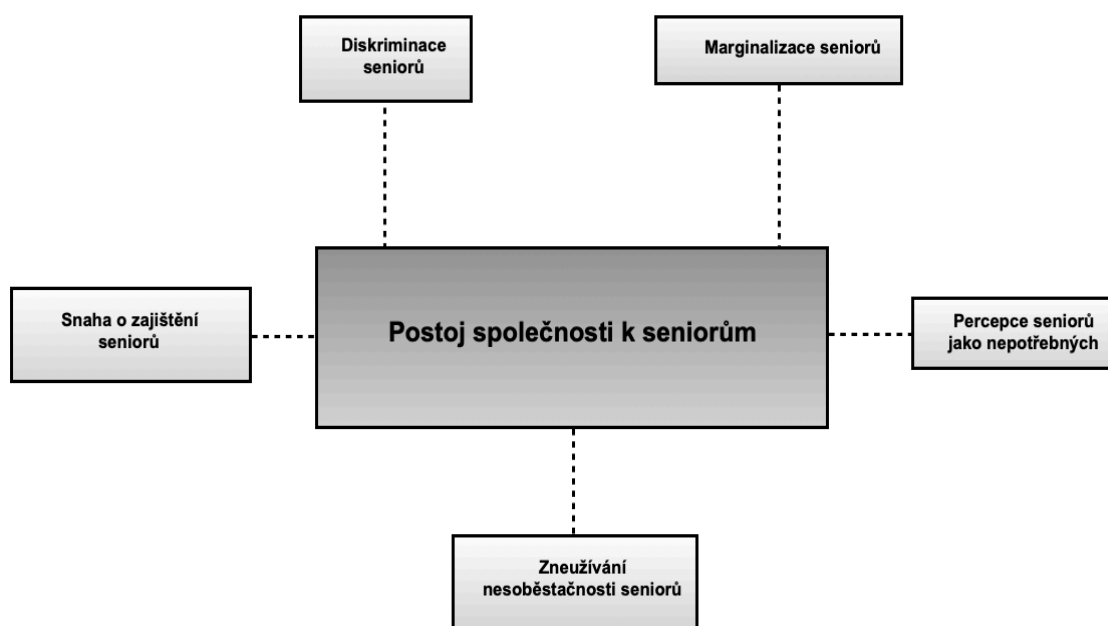 Diskriminace
seniorů
Marginalizace seniorů
Snaha o zajištění
seniorů
Postoj společnosti k seniorům
Percepce seniorů
jako nepotřebných
Zneužívání
nesoběstačnosti seniorů